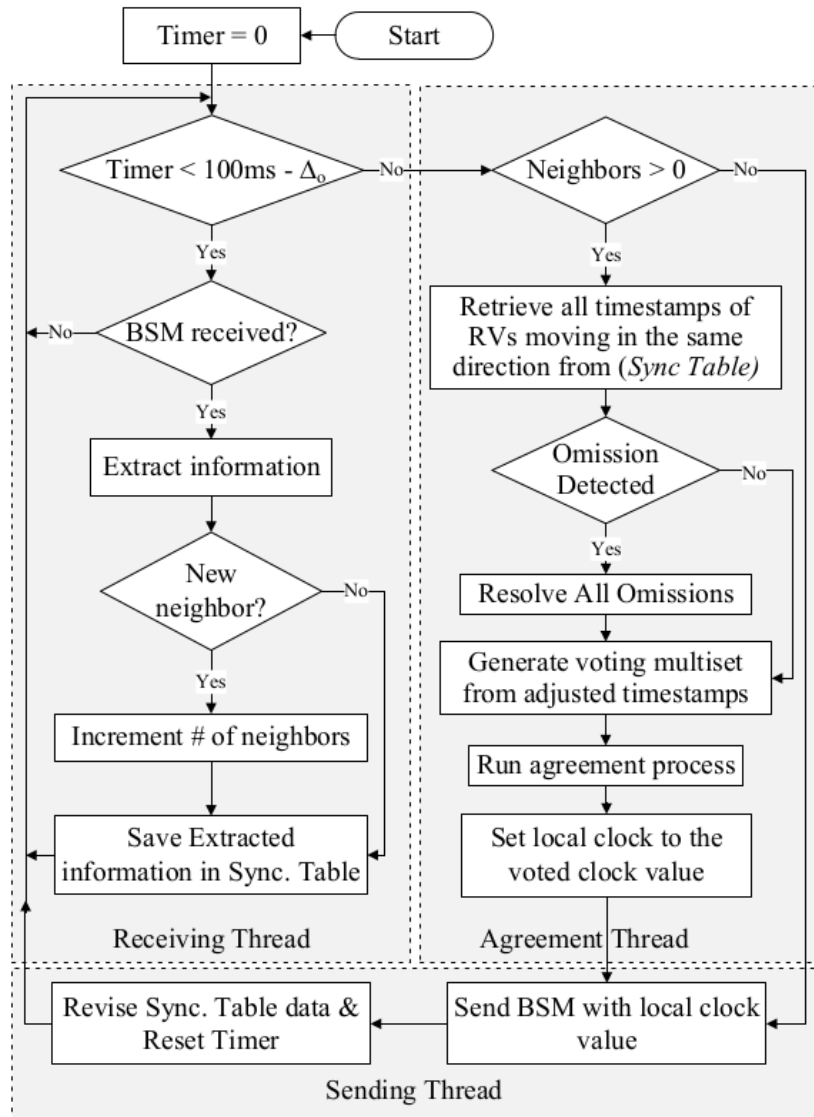 Timer = 0
Start
Timer < 100ms - Δₒ
No
Yes
BSM received?
No
Yes
Extract information
New
neighbor?
No
Yes
Increment # of neighbors
Save Extracted
information in Sync. Table
Receiving Thread
Neighbors > 0
No
Yes
Retrieve all timestamps of
RVs moving in the same
direction from (Sync Table)
Omission
Detected
No
Yes
Resolve All Omissions
Generate voting multiset
from adjusted timestamps
Run agreement process
Set local clock to the
voted clock value
Agreement Thread
Revise Sync. Table data &
Reset Timer
Send BSM with local clock
value
Sending Thread